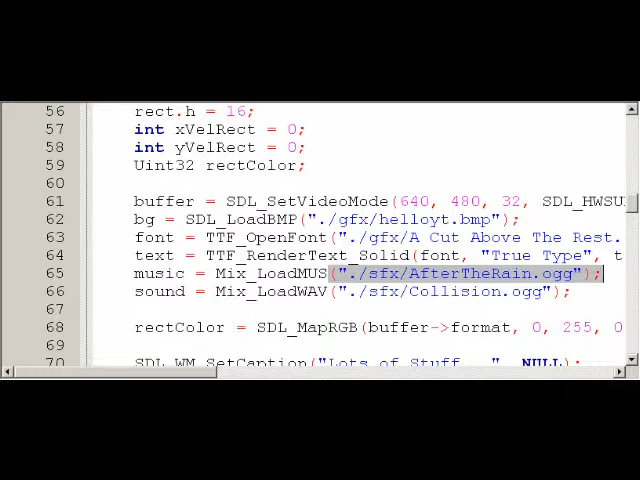 56 rect.h = 16;
57 int xVelRect = 0;
58 int yVelRect = 0;
59 Uint32 rectColor;
60
61 buffer = SDL_SetVideoMode(640, 480, 32, SDL_HWSU
62 bg = SDL_LoadBMP("./gfx/helloyt.bmp");
63 font = TTF_OpenFont("./gfx/A Cut Above The Rest.
64 text = TTF_RenderText_Solid(font, "True Type", t
65 music = Mix_LoadMUS("./sfx/AfterTheRain.ogg");
66 sound = Mix_LoadWAV("./sfx/Collision.ogg");
67
68 rectColor = SDL_MapRGB(buffer->format, 0, 255, 0
69
70 SDL_WM_SetCaption("Lots of Stuff...", NULL);